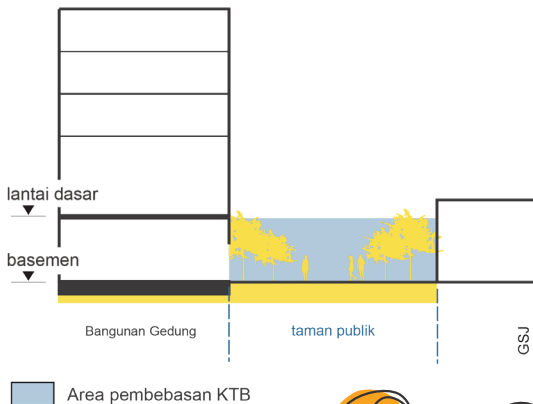 lantai dasar
basemen
Bangunan Gedung
taman publik
GSJ
Area pembebasan KTB